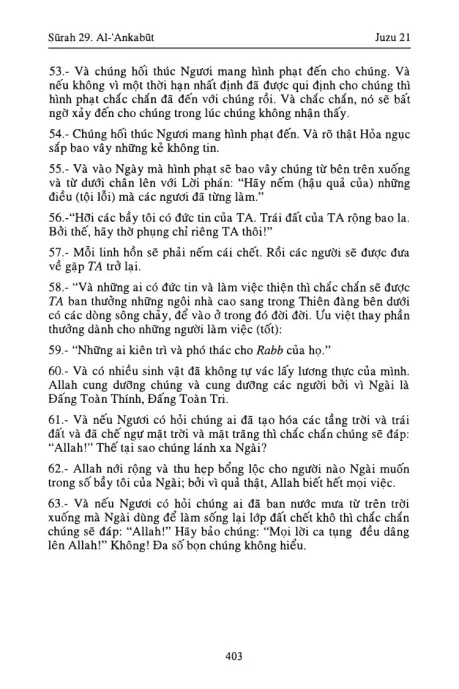 Sūrah 29. Al-'Ankabūt Juzu 21
53.- Và chúng hối thúc Ngươi mang hình phạt đến cho chúng. Và
nếu không vì một thời hạn nhất định đã được qui định cho chúng thì
hình phạt chắc chắn đã đến với chúng rồi. Và chắc chắn, nó sẽ bất
ngờ xảy đến cho chúng trong lúc chúng không nhận thấy.
54.- Chúng hối thúc Ngươi mang hình phạt đến. Và rõ thật Hỏa ngục
sắp bao vây những kẻ không tin.
55.- Và vào Ngày mà hình phạt sẽ bao vây chúng từ bên trên xuống
và từ dưới chân lên với Lời phán: “Hãy nếm (hậu quả của) những
điều (tội lỗi) mà các người đã từng làm.”
56.-“Hỡi các bầy tôi có đức tin của TA. Trái đất của TA rộng bao la.
Bởi thế, hãy thờ phụng chỉ riêng TA thôi!”
57.- Mỗi linh hồn sẽ phải nếm cái chết. Rồi các người sẽ được đưa
về gặp TA trở lại.
58.- “Và những ai có đức tin và làm việc thiện thì chắc chắn sẽ được
TA ban thưởng những ngôi nhà cao sang trong Thiên đàng bên dưới
có các dòng sông chảy, để vào ở trong đó đời đời. Ưu việt thay phần
thưởng dành cho những người làm việc (tốt):
59.- “Những ai kiên trì và phó thác cho Rabb của họ.”
60.- Và có nhiều sinh vật đã không tự vác lấy lương thực của mình.
Allah cung dưỡng chúng và cung dưỡng các người bởi vì Ngài là
Đấng Toàn Thính, Đấng Toàn Tri.
61.- Và nếu Ngươi có hỏi chúng ai đã tạo hóa các tầng trời và trái
đất và đã chế ngự mặt trời và mặt trăng thì chắc chắn chúng sẽ đáp:
“Allah!” Thế tại sao chúng lánh xa Ngài?
62.- Allah nới rộng và thu hẹp bổng lộc cho người nào Ngài muốn
trong số bầy tôi của Ngài; bởi vì quả thật, Allah biết hết mọi việc.
63.- Và nếu Ngươi có hỏi chúng ai đã ban nước mưa từ trên trời
xuống mà Ngài dùng để làm sống lại lớp đất chết khô thì chắc chắn
chúng sẽ đáp: “Allah!” Hãy bảo chúng: “Mọi lời ca tụng đều dâng
lên Allah!” Không! Đa số bọn chúng không hiểu.
403